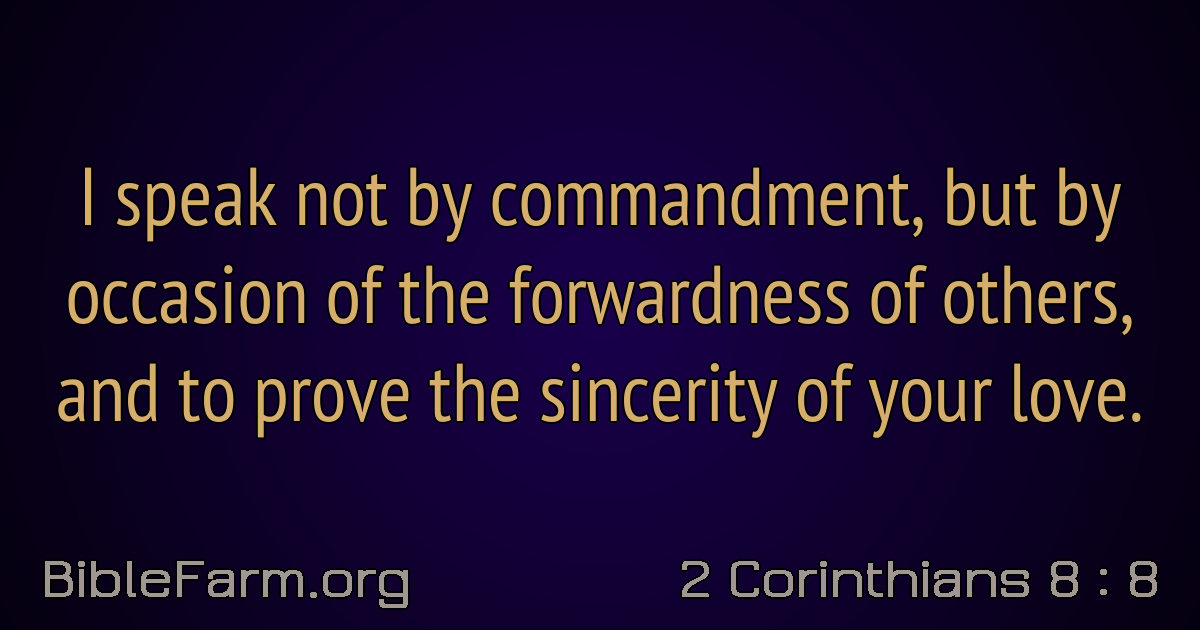 I speak not by commandment, but by
occasion of the forwardness of others,
and to prove the sincerity of your love.
BibleFarm.org
2 Corinthians 8 : 8